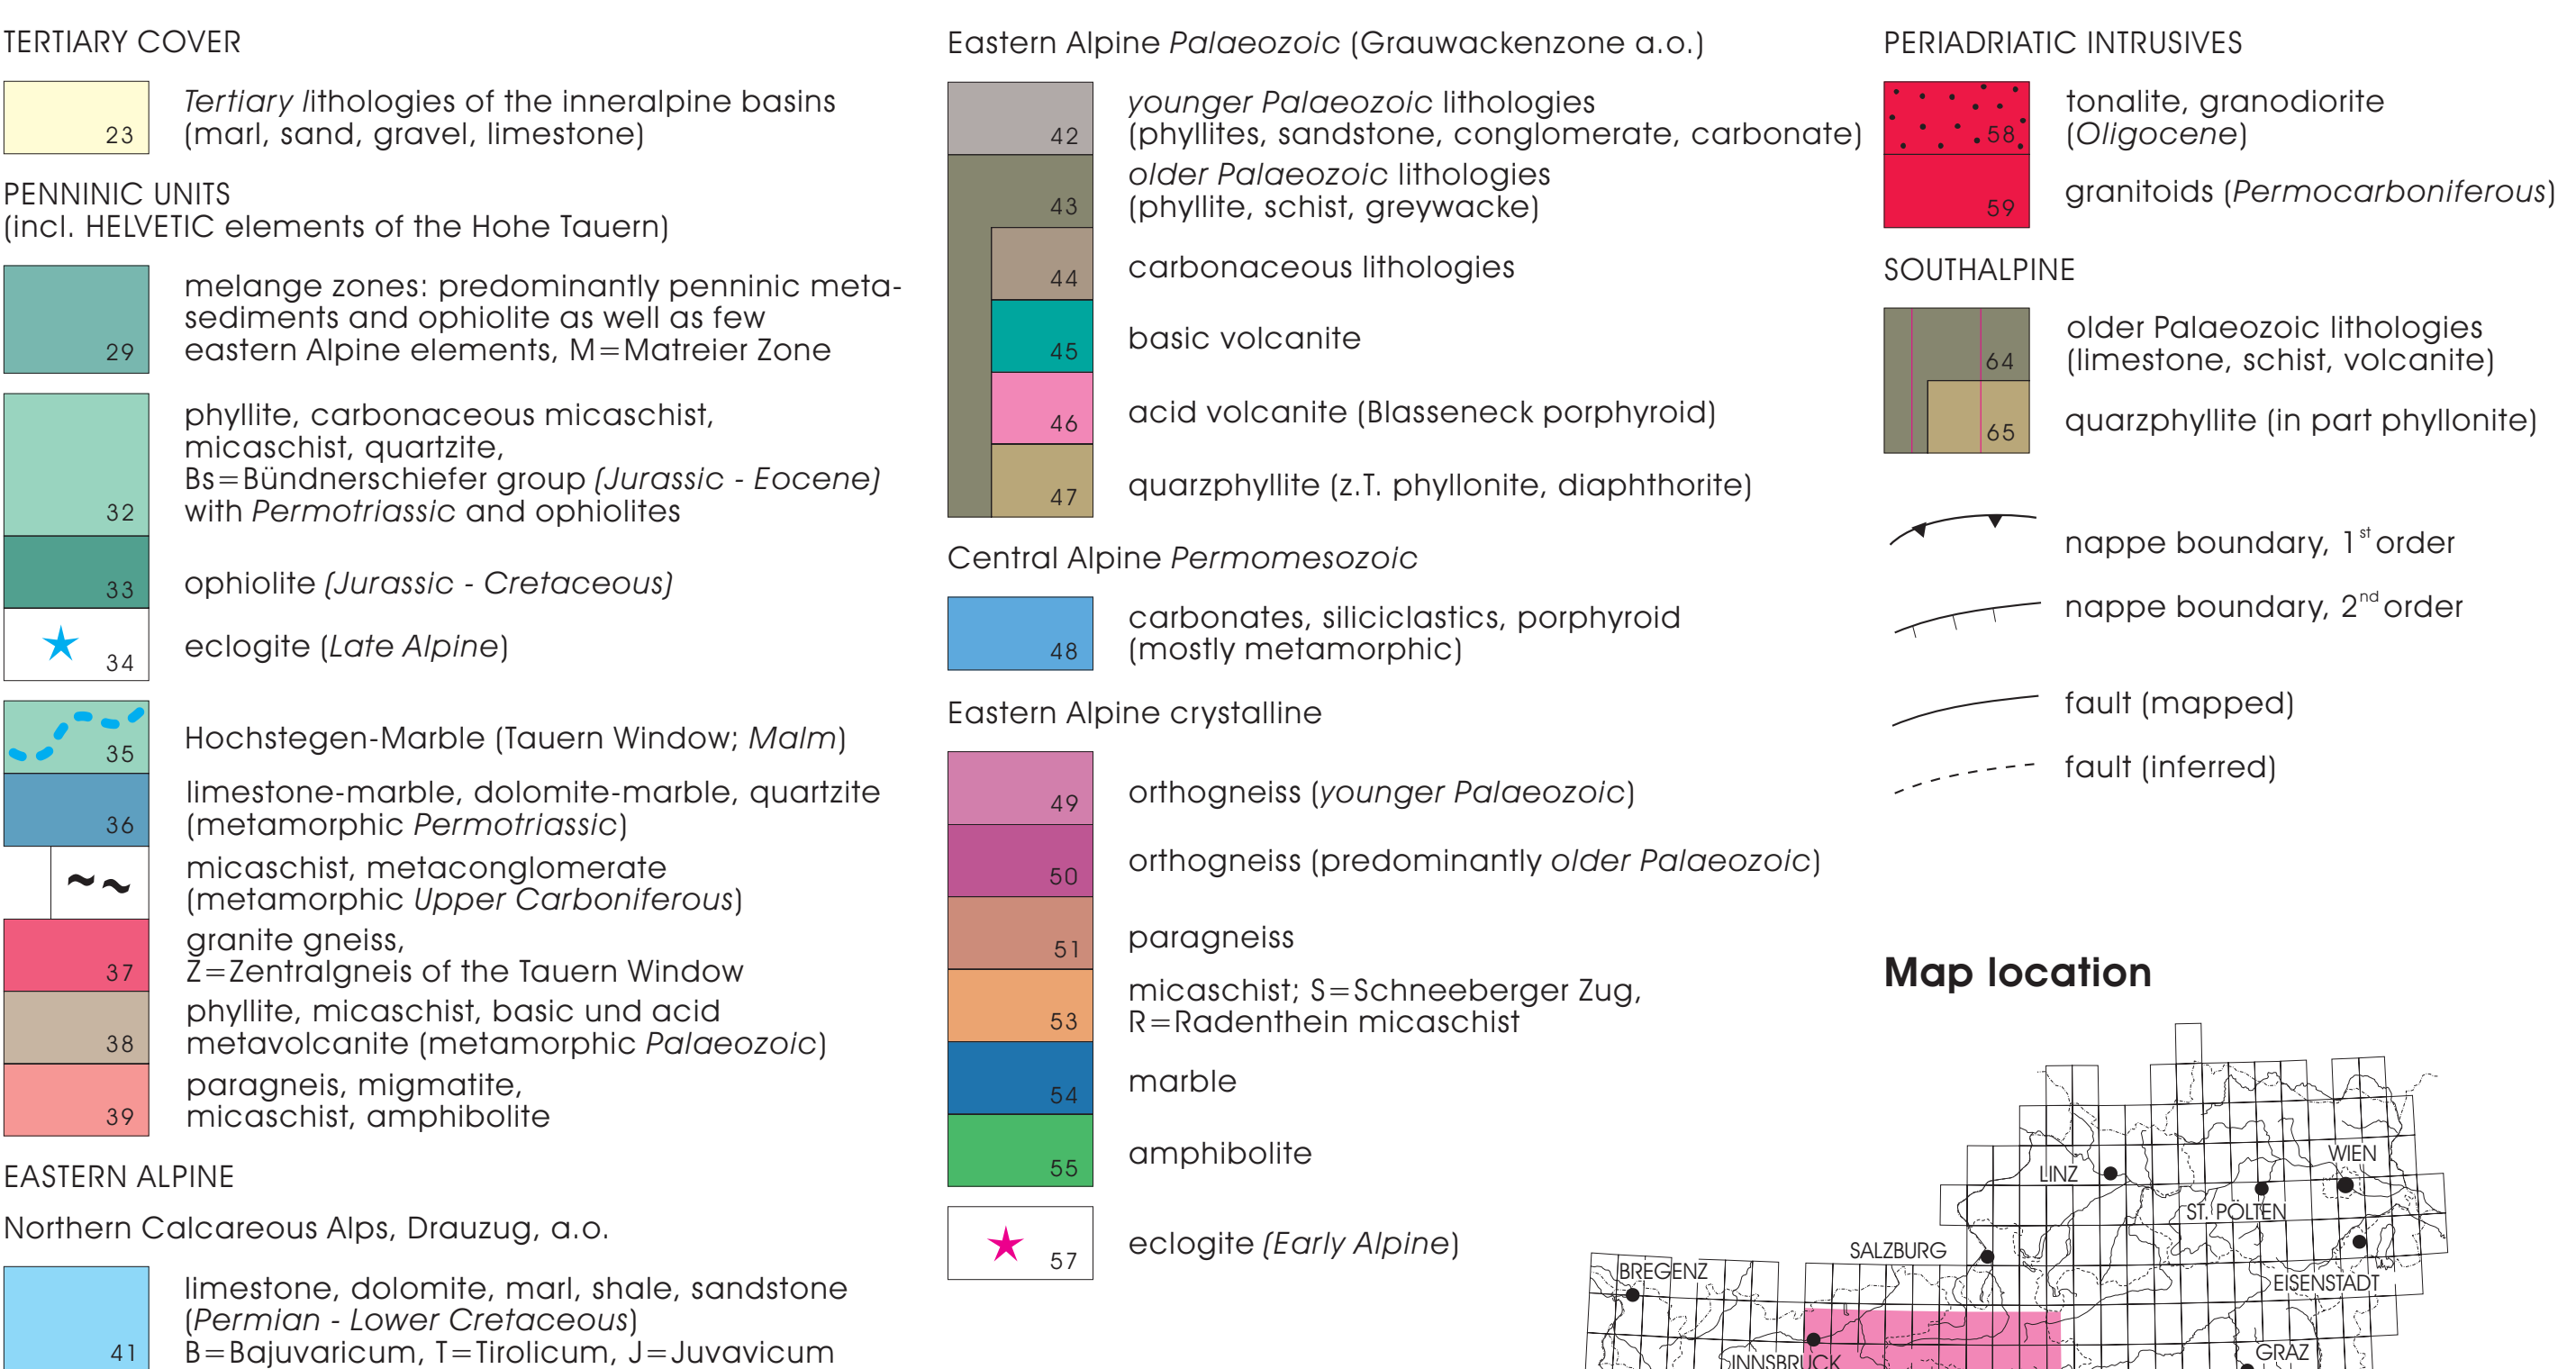 TERTIARY COVER
23
Tertiary lithologies of the inneralpine basins
(marl, sand, gravel, limestone)
PENNINIC UNITS
(incl. HELVETIC elements of the Hohe Tauern)
29
melange zones: predominantly penninic meta-
sediments and ophiolite as well as few
eastern Alpine elements, M=Matreier Zone
32
phyllite, carbonaceous micaschist,
micaschist, quartzite,
Bs=Bündnerschiefer group (Jurassic - Eocene)
with Permotriassic and ophiolites
33
ophiolite (Jurassic - Cretaceous)
34
eclogite (Late Alpine)
35
Hochstegen-Marble (Tauern Window; Malm)
36
limestone-marble, dolomite-marble, quartzite
(metamorphic Permotriassic)
micaschist, metaconglomerate
(metamorphic Upper Carboniferous)
37
granite gneiss,
Z=Zentralgneis of the Tauern Window
38
phyllite, micaschist, basic und acid
metavolcanite (metamorphic Palaeozoic)
39
paragneis, migmatite,
micaschist, amphibolite
EASTERN ALPINE
Northern Calcareous Alps, Drauzug, a.o.
41
limestone, dolomite, marl, shale, sandstone
(Permian - Lower Cretaceous)
B=Bajuvaricum, T=Tirolicum, J=Juvavicum
Eastern Alpine Palaeozoic (Grauwackenzone a.o.)
42
younger Palaeozoic lithologies
(phyllites, sandstone, conglomerate, carbonate)
43
older Palaeozoic lithologies
(phyllite, schist, greywacke)
44
carbonaceous lithologies
45
basic volcanite
46
acid volcanite (Blasseneck porphyroid)
47
quarzphyllite (z.T. phyllonite, diaphthorite)
Central Alpine Permomesozoic
48
carbonates, siliciclastics, porphyroid
(mostly metamorphic)
Eastern Alpine crystalline
49
orthogneiss (younger Palaeozoic)
50
orthogneiss (predominantly older Palaeozoic)
51
paragneiss
53
micaschist; S=Schneeberger Zug,
R=Radenthein micaschist
54
marble
55
amphibolite
57
eclogite (Early Alpine)
PERIADRIATIC INTRUSIVES
58
tonalite, granodiorite
(Oligocene)
59
granitoids (Permocarboniferous)
SOUTHALPINE
64
older Palaeozoic lithologies
(limestone, schist, volcanite)
65
quarzphyllite (in part phyllonite)
nappe boundary, 1st order
nappe boundary, 2nd order
fault (mapped)
fault (inferred)
Map location
WIEN
LINZ
ST. PÖLTEN
SALZBURG
BREGENZ
EISENSTADT
INNSBRUCK
GRAZ